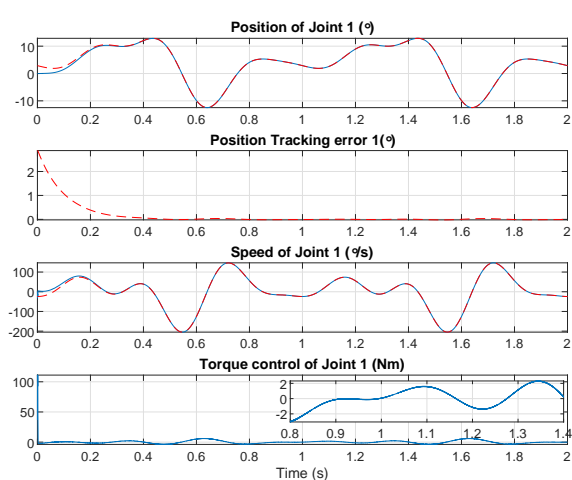 Position of Joint 1 (°)
10
0
-10
0 0.2 0.4 0.6 0.8 1 1.2 1.4 1.6 1.8 2
Position Tracking error 1(°)
2
1
0
0 0.2 0.4 0.6 0.8 1 1.2 1.4 1.6 1.8 2
Speed of Joint 1 (°/s)
100
0
-100
-200
0 0.2 0.4 0.6 0.8 1 1.2 1.4 1.6 1.8 2
Torque control of Joint 1 (Nm)
100
50
0
2
0
-2
0.8 0.9 1 1.1 1.2 1.3 1.4
0 0.2 0.4 0.6 0.8 1 1.2 1.4 1.6 1.8 2
Time (s)